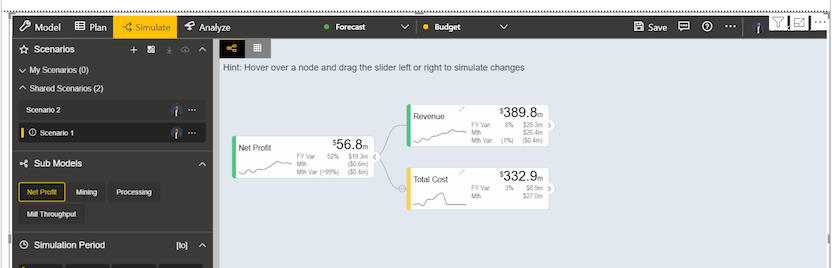 Model Plan Simulate Analyze Forecast Budget Save
Scenarios
My Scenarios (0)
Shared Scenarios (2)
Scenario 2
Scenario 1
Sub Models
Net Profit Mining Processing
Mill Throughput
Simulation Period [to]
Hint: Hover over a node and drag the slider left or right to simulate changes
Net Profit $56.8m
FY Var 52% $19.3m
Mth ($0.6m)
Mth Var (>99%) ($0.4m)
Revenue $389.8m
FY Var 8% $28.3m
Mth $26.4m
Mth Var (1%) ($0.4m)
Total Cost $332.9m
FY Var 3% $8.9m
Mth $27.0m